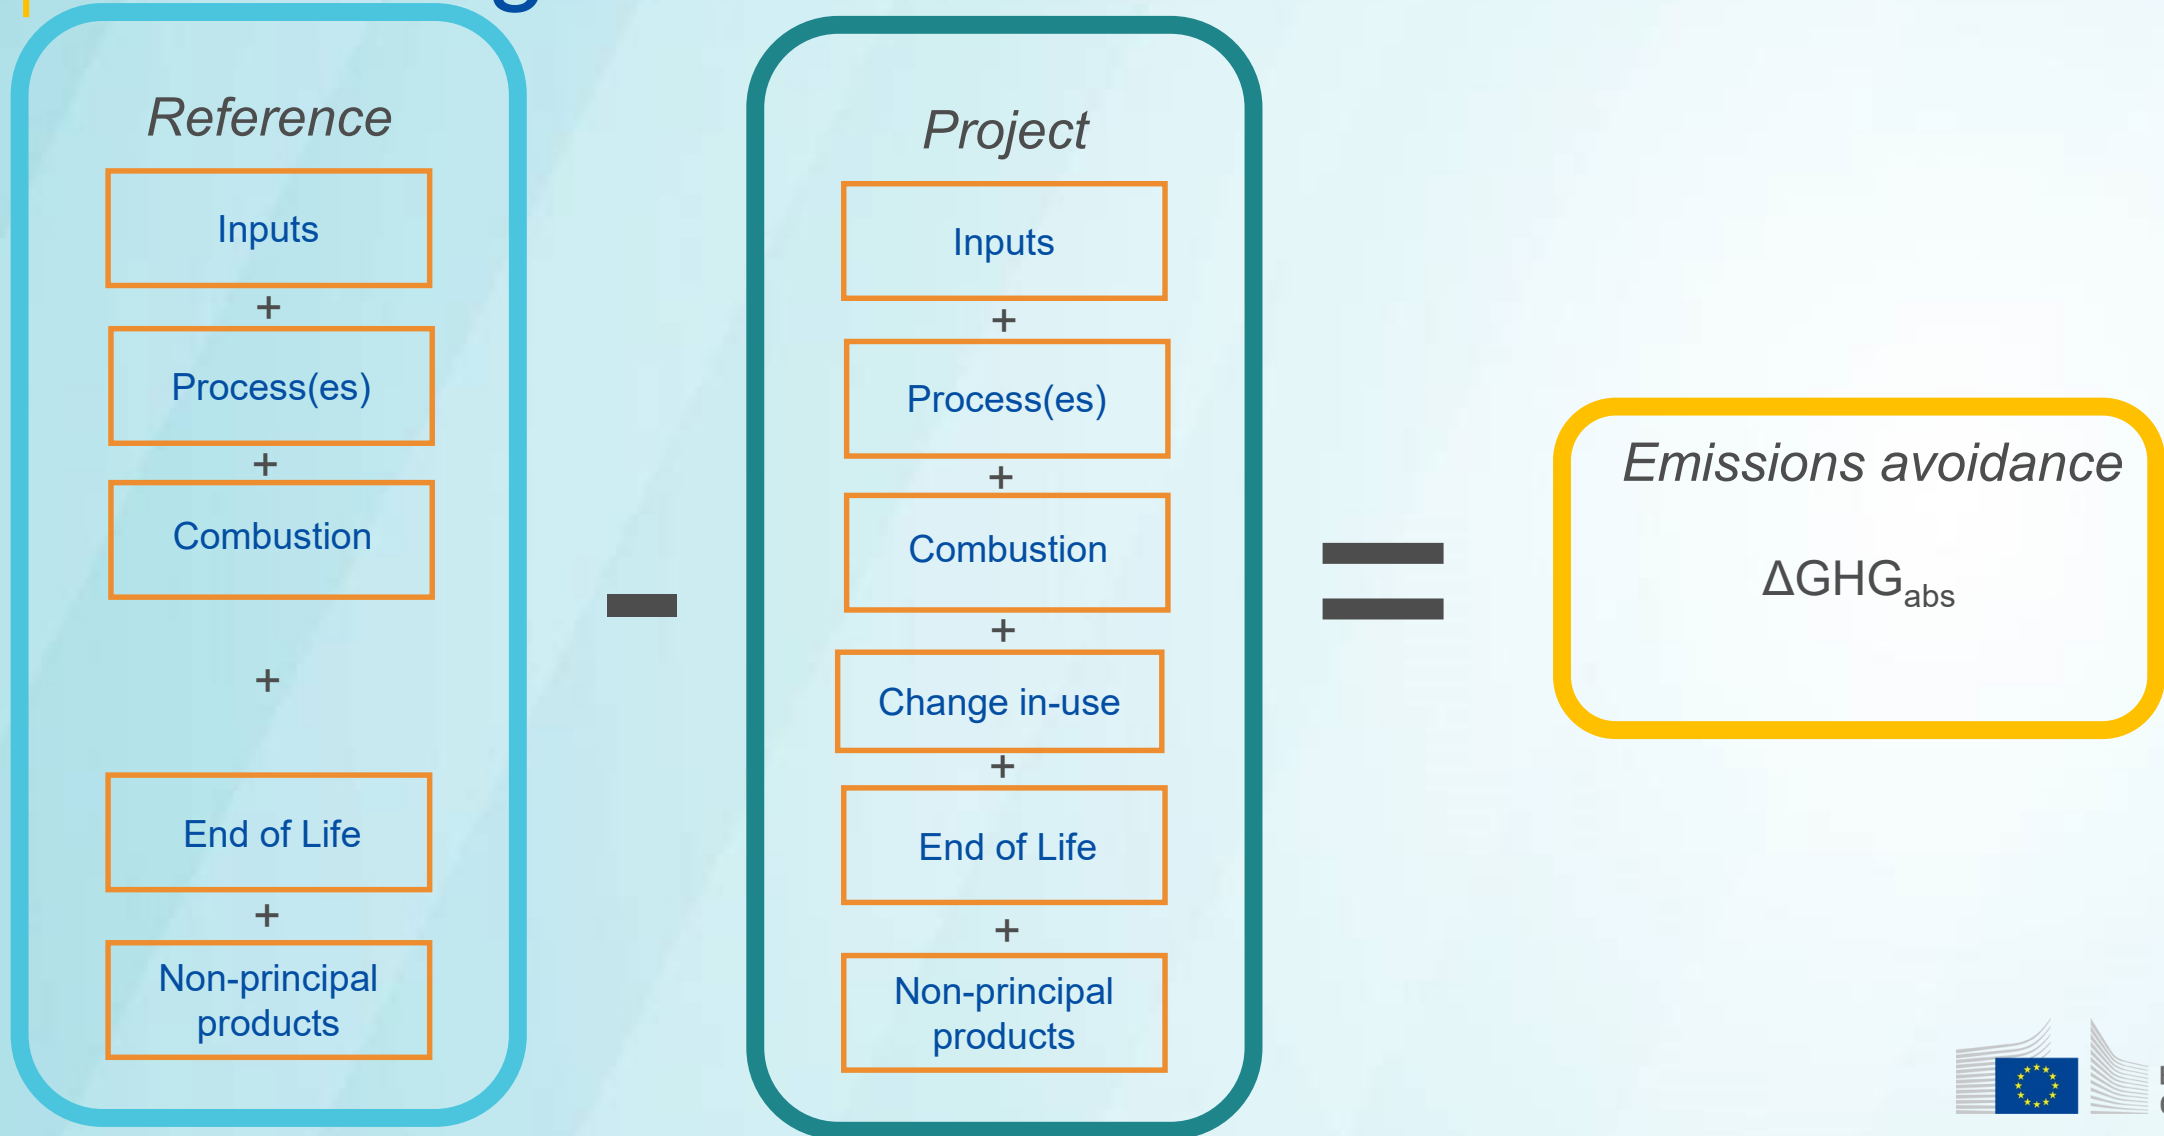 Reference
Inputs
+
Process(es)
+
Combustion
+
End of Life
+
Non-principal
products
-
Project
Inputs
+
Process(es)
+
Combustion
+
Change in-use
+
End of Life
+
Non-principal
products
=
Emissions avoidance
ΔGHGabs